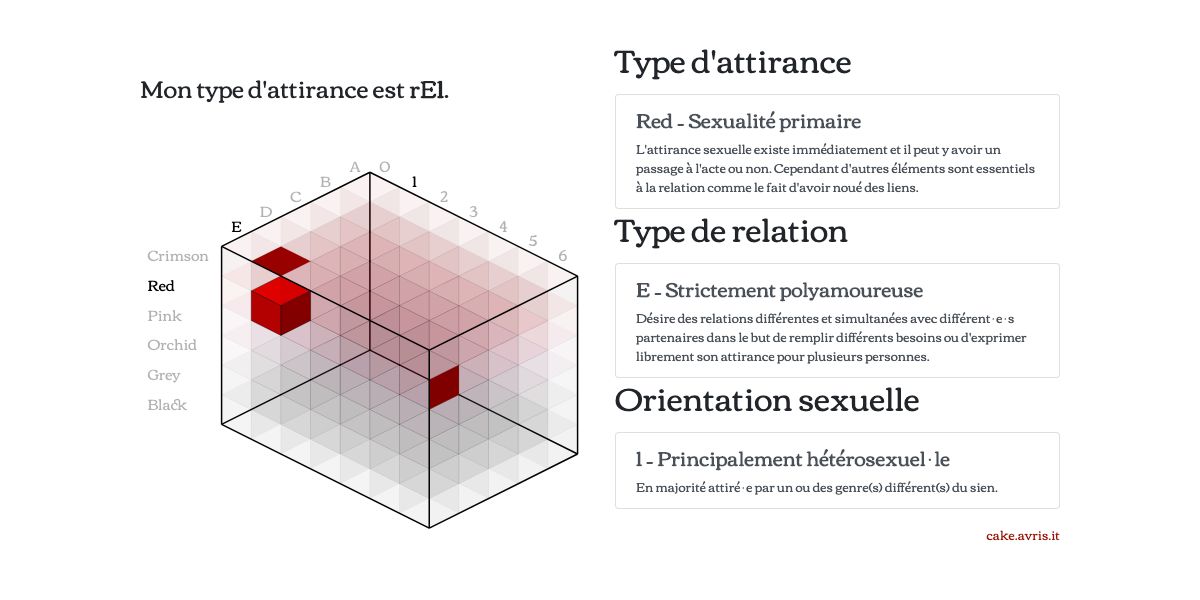 Mon type d'attirance est rE1.
A O
B 1
C 2
D 3
E 4
5
6
Crimson
Red
Pink
Orchid
Grey
Black
Type d'attirance
Red - Sexualité primaire
L'attirance sexuelle existe immédiatement et il peut y avoir un
passage à l'acte ou non. Cependant d'autres éléments sont essentiels
à la relation comme le fait d'avoir noué des liens.
Type de relation
E - Strictement polyamoureuse
Désire des relations différentes et simultanées avec différent·e·s
partenaires dans le but de remplir différents besoins ou d'exprimer
librement son attirance pour plusieurs personnes.
Orientation sexuelle
1 - Principalement hétérosexuel·le
En majorité attiré·e par un ou des genre(s) différent(s) du sien.
cake.avris.it